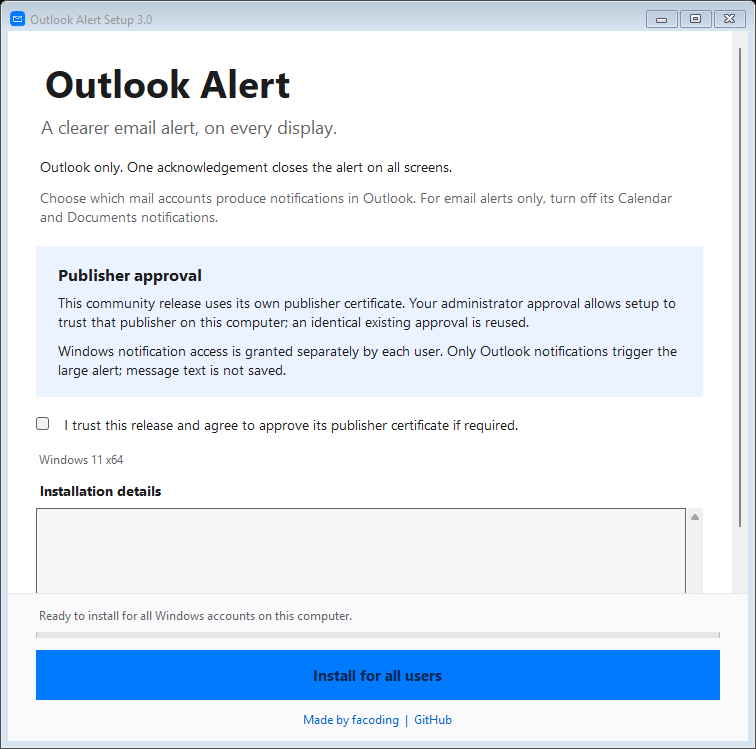 Outlook Alert Setup 3.0
Outlook Alert
A clearer email alert, on every display.
Outlook only. One acknowledgement closes the alert on all screens.
Choose which mail accounts produce notifications in Outlook. For email alerts only, turn off its Calendar
and Documents notifications.
Publisher approval
This community release uses its own publisher certificate. Your administrator approval allows setup to
trust that publisher on this computer; an identical existing approval is reused.
Windows notification access is granted separately by each user. Only Outlook notifications trigger the
large alert; message text is not saved.
I trust this release and agree to approve its publisher certificate if required.
Windows 11 x64
Installation details
Ready to install for all Windows accounts on this computer.
Install for all users
Made by facoding | GitHub